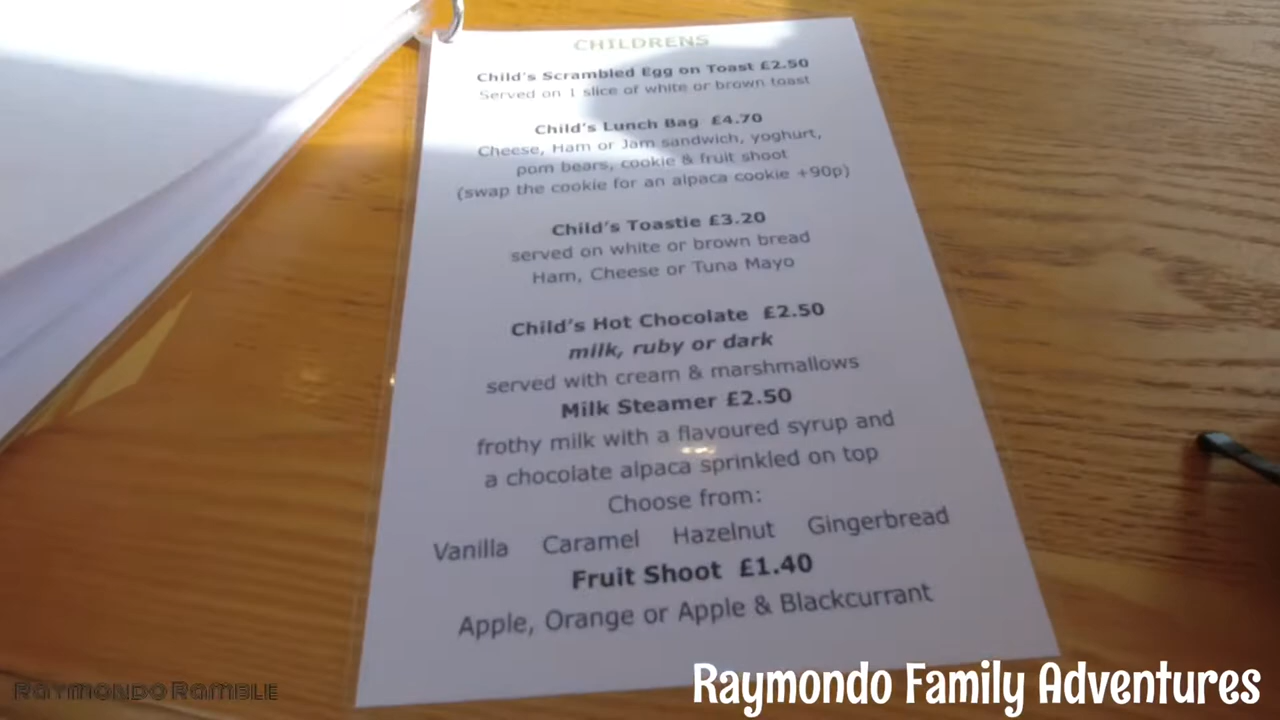 CHILDRENS
Child's Scrambled Egg on Toast £2.50
Served on 1 slice of white or brown toast
Child's Lunch Bag £4.70
Cheese, Ham or Jam sandwich, yoghurt,
pom bears, cookie & fruit shoot
(swap the cookie for an alpaca cookie +90p)
Child's Toastie £3.20
served on white or brown bread
Ham, Cheese or Tuna Mayo
Child's Hot Chocolate £2.50
milk, ruby or dark
served with cream & marshmallows
Milk Steamer £2.50
frothy milk with a flavoured syrup and
a chocolate alpaca sprinkled on top
Choose from:
Vanilla Caramel Hazelnut Gingerbread
Fruit Shoot £1.40
Apple, Orange or Apple & Blackcurrant
Raymondo Ramble
Raymondo Family Adventures